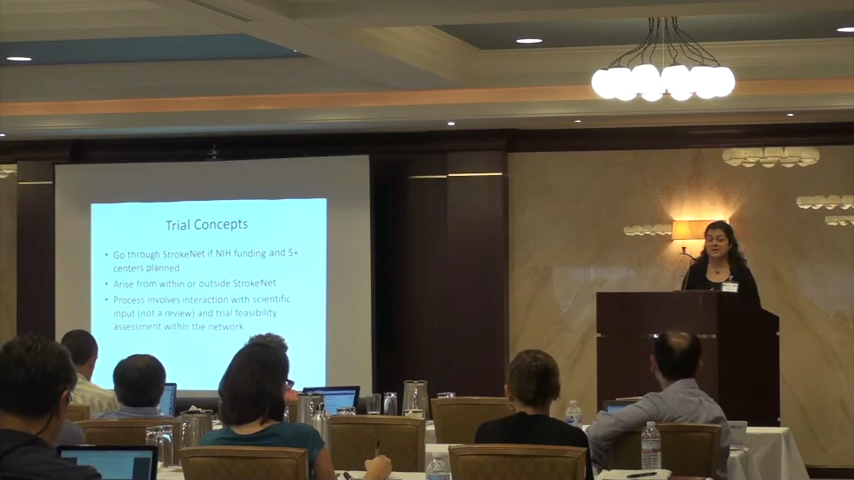 Trial Concepts
• Go through StrokeNet if NIH funding and 5+
centers planned
• Arise from within or outside StrokeNet
• Process involves interaction with scientific
input (not a review) and trial feasibility
assessment within the network